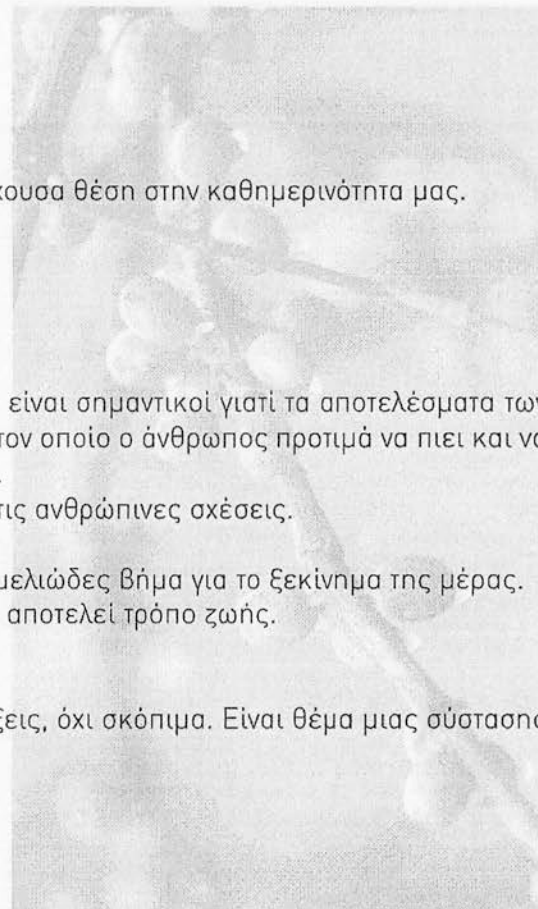 χουσα θέση στην καθημερινότητα μας.
είναι σημαντικοί γιατί τα αποτελέσματα των
τον οποίο ο άνθρωπος προτιμά να πιει και να
.
τις ανθρώπινες σχέσεις.
μελιώδες βήμα για το ξεκίνημα της μέρας.
αποτελεί τρόπο ζωής.
ξεις, όχι σκόπιμα. Είναι θέμα μιας σύστασης